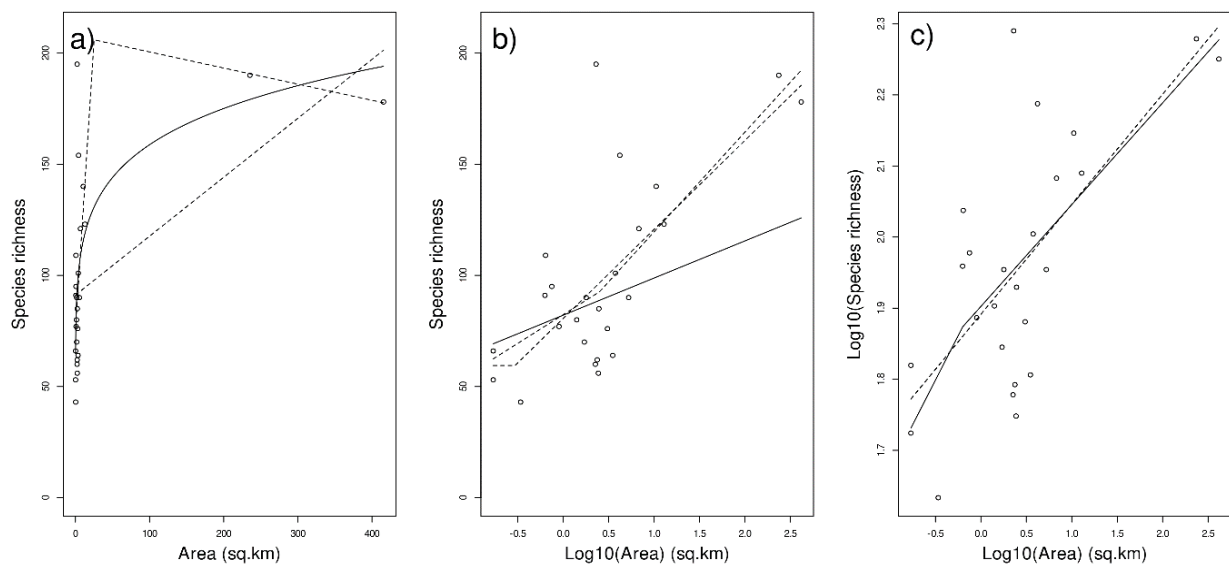 a)
Species richness
0
50
100
150
200
0 100 200 300 400
Area (sq.km)
b)
Species richness
0
50
100
150
200
-0.5 0.0 0.5 1.0 1.5 2.0 2.5
Log10(Area) (sq.km)
c)
Log10(Species richness)
1.7
1.8
1.9
2.0
2.1
2.2
2.3
-0.5 0.0 0.5 1.0 1.5 2.0 2.5
Log10(Area) (sq.km)